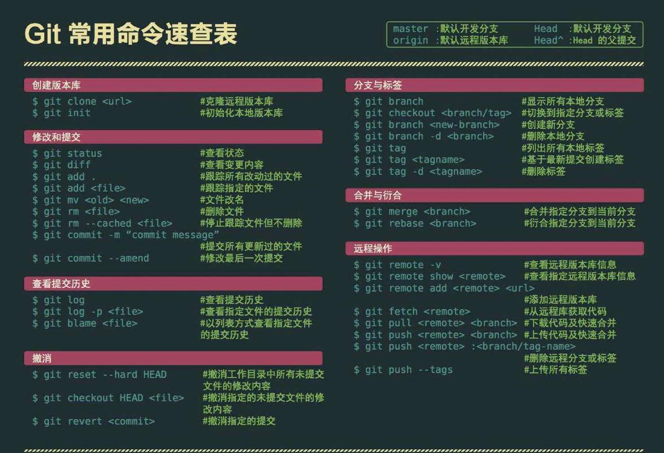 Git 常用命令速查表
master :默认开发分支 Head :默认开发分支
origin :默认远程版本库 Head^ :Head 的父提交
创建版本库
$ git clone <url> #克隆远程版本库
$ git init #初始化本地版本库
修改和提交
$ git status #查看状态
$ git diff #查看变更内容
$ git add . #跟踪所有改动过的文件
$ git add <file> #跟踪指定的文件
$ git mv <old> <new> #文件改名
$ git rm <file> #删除文件
$ git rm --cached <file> #停止跟踪文件但不删除
$ git commit -m “commit message”
#提交所有更新过的文件
$ git commit --amend #修改最后一次提交
查看提交历史
$ git log #查看提交历史
$ git log -p <file> #查看指定文件的提交历史
$ git blame <file> #以列表方式查看指定文件
的提交历史
撤消
$ git reset --hard HEAD #撤消工作目录中所有未提交
文件的修改内容
$ git checkout HEAD <file> #撤消指定的未提交文件的修
改内容
$ git revert <commit> #撤消指定的提交
分支与标签
$ git branch #显示所有本地分支
$ git checkout <branch/tag> #切换到指定分支或标签
$ git branch <new-branch> #创建新分支
$ git branch -d <branch> #删除本地分支
$ git tag #列出所有本地标签
$ git tag <tagname> #基于最新提交创建标签
$ git tag -d <tagname> #删除标签
合并与衍合
$ git merge <branch> #合并指定分支到当前分支
$ git rebase <branch> #衍合指定分支到当前分支
远程操作
$ git remote -v #查看远程版本库信息
$ git remote show <remote> #查看指定远程版本库信息
$ git remote add <remote> <url>
#添加远程版本库
$ git fetch <remote> #从远程库获取代码
$ git pull <remote> <branch> #下载代码及快速合并
$ git push <remote> <branch> #上传代码及快速合并
$ git push <remote> :<branch/tag-name>
#删除远程分支或标签
$ git push --tags #上传所有标签